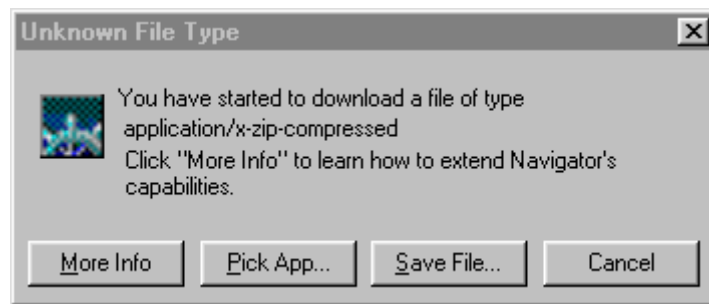 Unknown File Type
You have started to download a file of type
application/x-zip-compressed
Click "More Info" to learn how to extend Navigator's
capabilities.
More Info
Pick App...
Save File...
Cancel